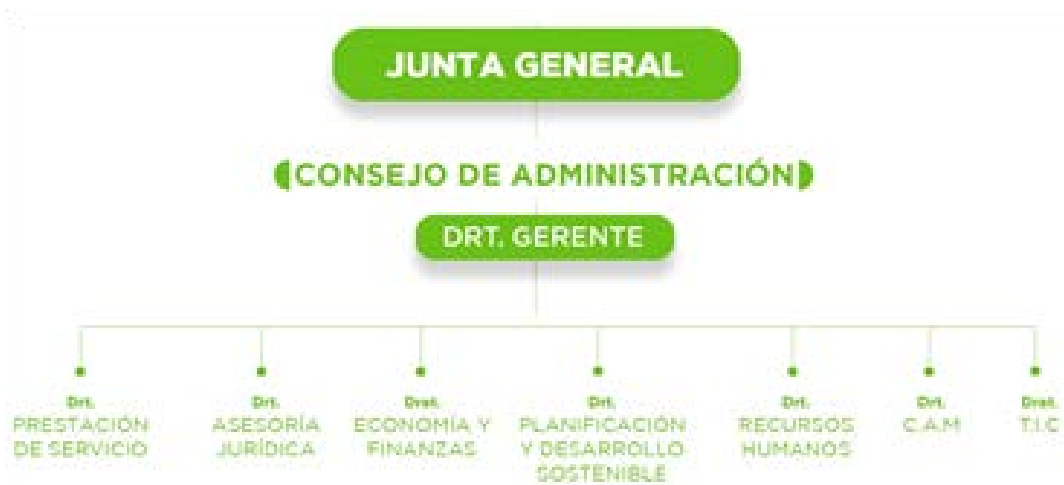 JUNTA GENERAL
CONSEJO DE ADMINISTRACIÓN
DRT. GERENTE
Drt.
PRESTACIÓN
DE SERVICIO
Drt.
ASESORÍA
JURÍDICA
Drat.
ECONOMÍA Y
FINANZAS
Drt.
PLANIFICACIÓN
Y DESARROLLO
SOSTENIBLE
Drt.
RECURSOS
HUMANOS
Drt.
C.A.M
Drat.
T.I.C